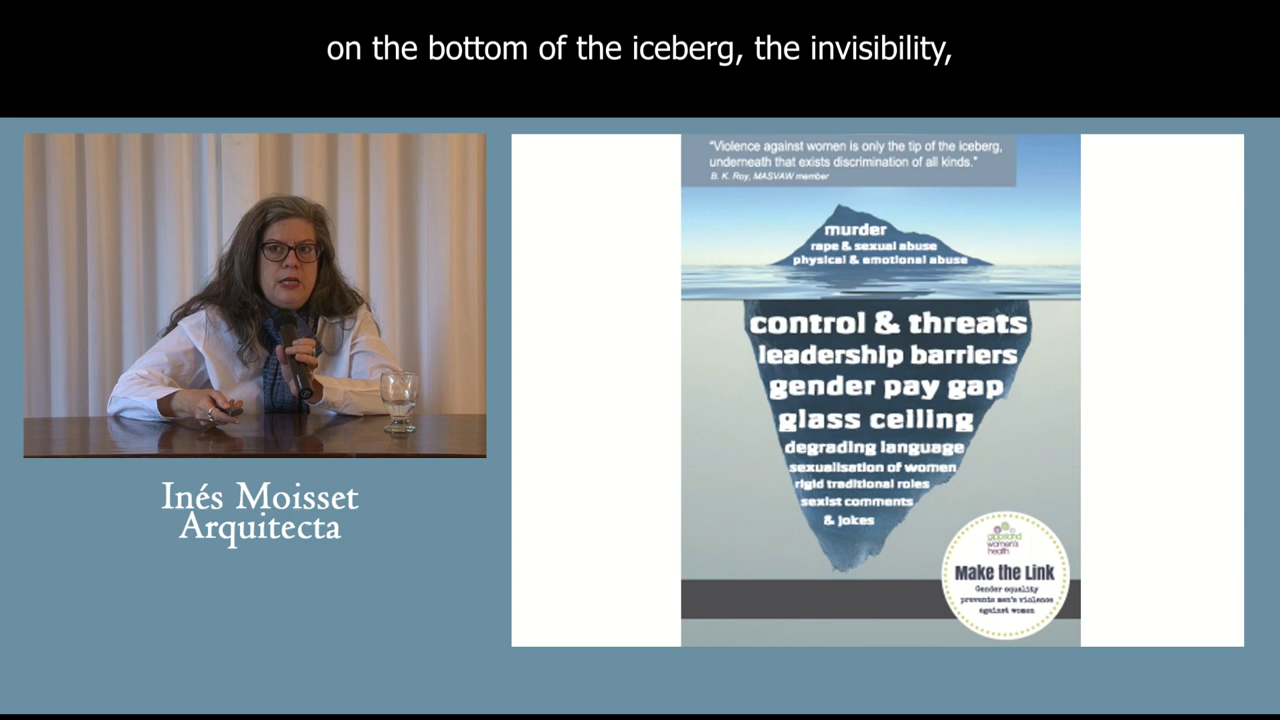 on the bottom of the iceberg, the invisibility,
"Violence against women is only the tip of the iceberg,
underneath that exists discrimination of all kinds."
B. K. Roy, MASVAW member
murder
rape & sexual abuse
physical & emotional abuse
control & threats
leadership barriers
gender pay gap
glass ceiling
degrading language
sexualisation of women
rigid traditional roles
sexist comments
& jokes
gippsland
women's
health
Make the Link
Gender equality
prevents men's violence
against women
Inés Moisset
Arquitecta